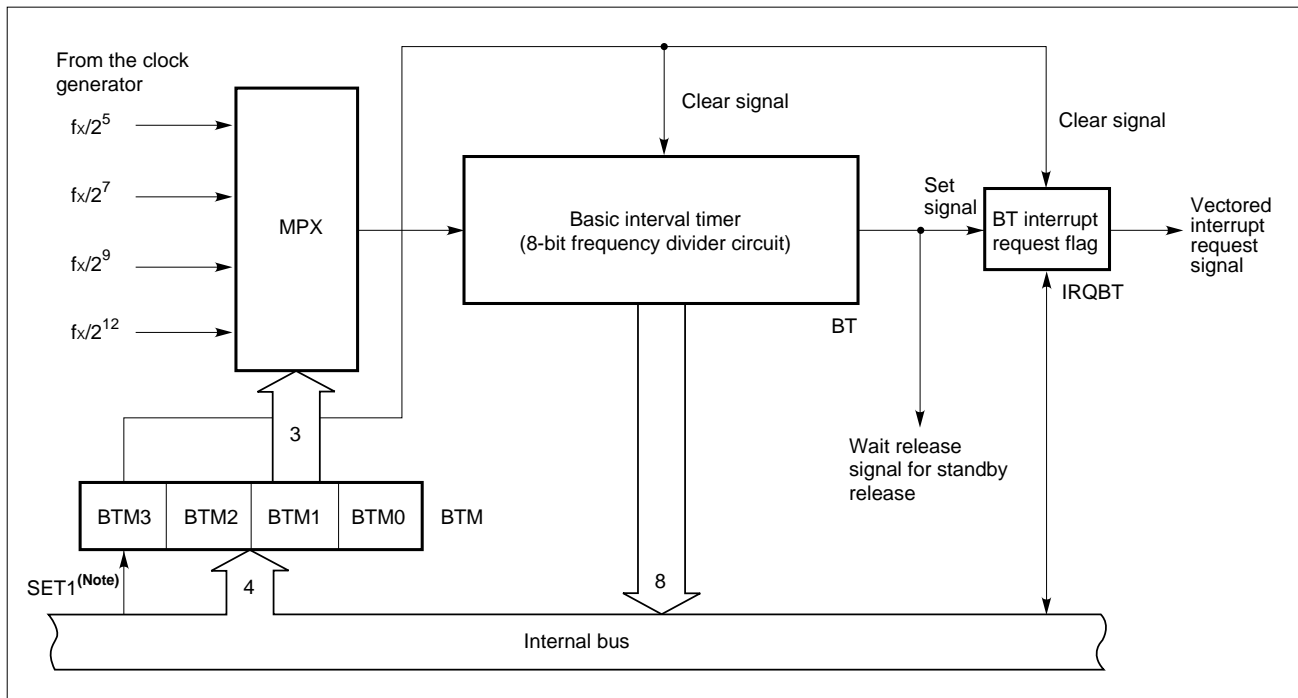 From the clock
generator
fx/2^5
fx/2^7
fx/2^9
fx/2^12
MPX
Clear signal
Clear signal
Basic interval timer
(8-bit frequency divider circuit)
BT
Set
signal
BT interrupt
request flag
IRQBT
Vectored
interrupt
request
signal
3
Wait release
signal for standby
release
BTM3
BTM2
BTM1
BTM0
BTM
SET1(Note)
4
8
Internal bus